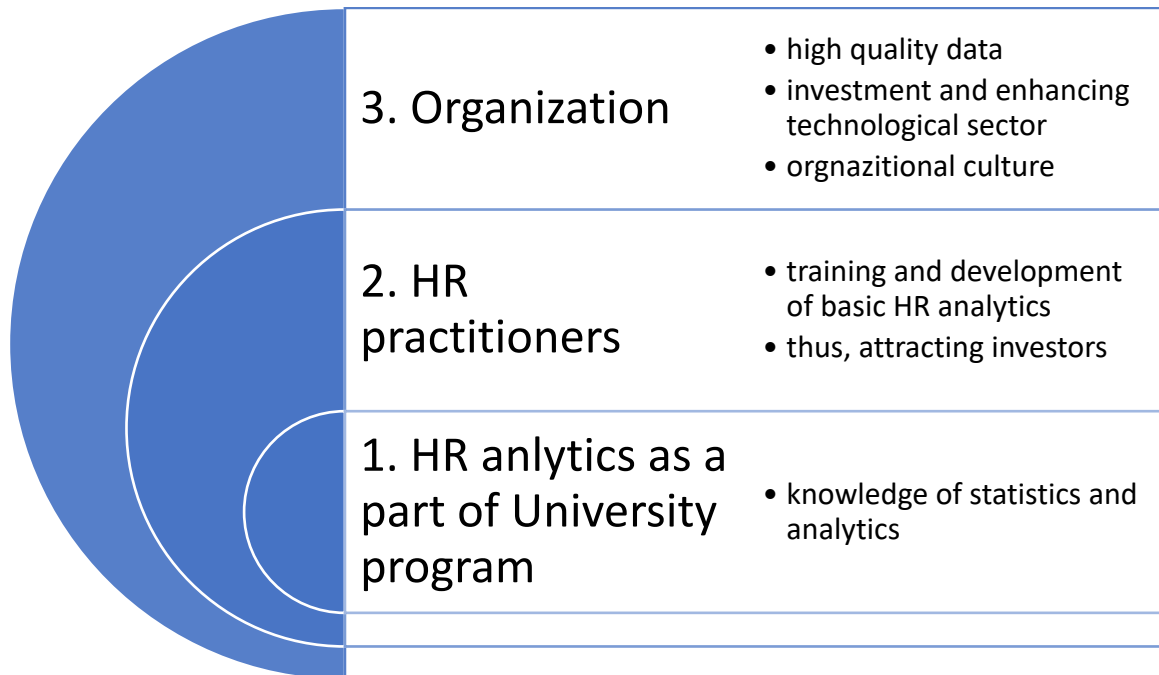 3. Organization
• high quality data
• investment and enhancing
technological sector
• orgnazitional culture
2. HR
practitioners
• training and development
of basic HR analytics
• thus, attracting investors
1. HR anlytics as a
part of University
program
• knowledge of statistics and
analytics